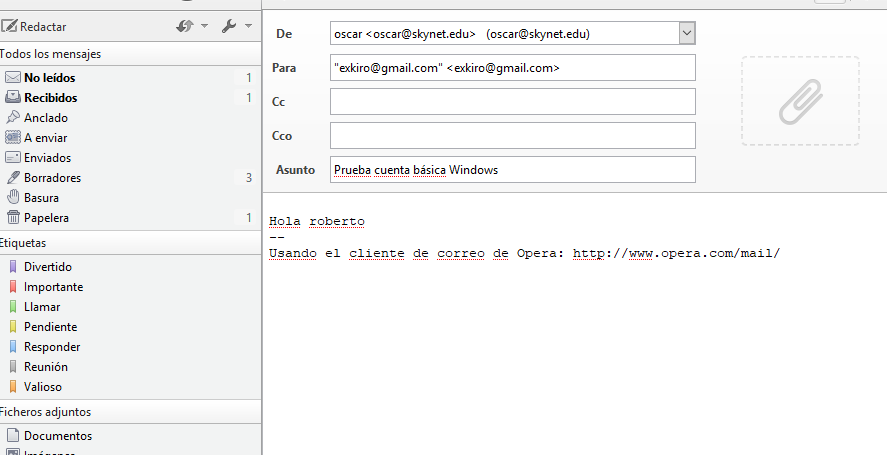 Redactar
Todos los mensajes
No leídos 1
Recibidos 1
Anclado
A enviar
Enviados
Borradores 3
Basura
Papelera 1
Etiquetas
Divertido
Importante
Llamar
Pendiente
Responder
Reunión
Valioso
Ficheros adjuntos
Documentos
De oscar <oscar@skynet.edu> (oscar@skynet.edu)
Para "exkiro@gmail.com" <exkiro@gmail.com>
Cc
Cco
Asunto Prueba cuenta básica Windows
Hola roberto
--
Usando el cliente de correo de Opera: http://www.opera.com/mail/